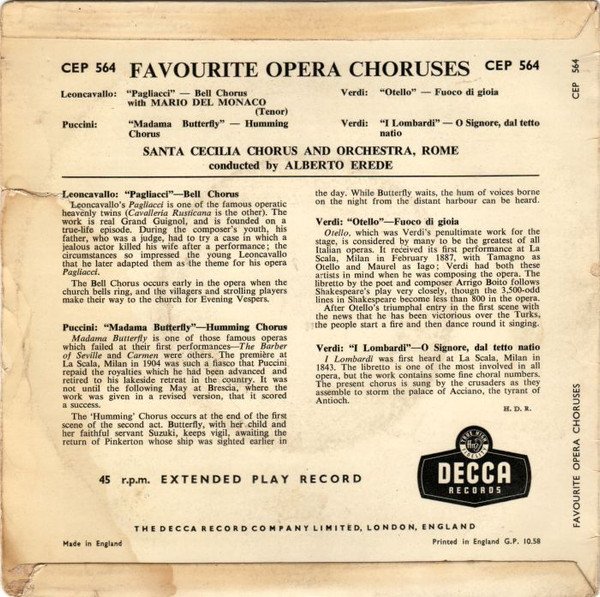 CEP 564 FAVOURITE OPERA CHORUSES CEP 564
Leoncavallo: "Pagliacci" — Bell Chorus
with MARIO DEL MONACO
(Tenor)
Puccini: "Madama Butterfly" — Humming
Chorus
Verdi: "Otello" — Fuoco di gioia
Verdi: "I Lombardi" — O Signore, dal tetto
natio
SANTA CECILIA CHORUS AND ORCHESTRA, ROME
conducted by ALBERTO EREDE
Leoncavallo: "Pagliacci"—Bell Chorus
Leoncavallo's Pagliacci is one of the famous operatic
heavenly twins (Cavalleria Rusticana is the other). The
work is real Grand Guignol, and is founded on a
true-life episode. During the composer's youth, his
father, who was a judge, had to try a case in which a
jealous actor killed his wife after a performance; the
circumstances so impressed the young Leoncavallo
that he later adapted them as the theme for his opera
Pagliacci.
The Bell Chorus occurs early in the opera when the
church bells ring, and the villagers and strolling players
make their way to the church for Evening Vespers.
Puccini: "Madama Butterfly"—Humming Chorus
Madama Butterfly is one of those famous operas
which failed at their first performances—The Barber
of Seville and Carmen were others. The première at
La Scala, Milan in 1904 was such a fiasco that Puccini
repaid the royalties which he had been advanced and
retired to his lakeside retreat in the country. It was
not until the following May at Brescia, where the
work was given in a revised version, that it scored
a success.
The 'Humming' Chorus occurs at the end of the first
scene of the second act. Butterfly, with her child and
her faithful servant Suzuki, keeps vigil, awaiting the
return of Pinkerton whose ship was sighted earlier in
the day. While Butterfly waits, the hum of voices borne
on the night from the distant harbour can be heard.
Verdi: "Otello"—Fuoco di gioia
Otello, which was Verdi's penultimate work for the
stage, is considered by many to be the greatest of all
Italian operas. It received its first performance at La
Scala, Milan in February 1887, with Tamagno as
Otello and Maurel as Iago; Verdi had both these
artists in mind when he was composing the opera. The
libretto by the poet and composer Arrigo Boito follows
Shakespeare's play very closely, though the 3,500-odd
lines in Shakespeare become less than 800 in the opera.
After Otello's triumphal entry in the first scene with
the news that he has been victorious over the Turks,
the people start a fire and then dance round it singing.
Verdi: "I Lombardi"—O Signore, dal tetto natio
I Lombardi was first heard at La Scala, Milan in
1843. The libretto is one of the most involved in all
opera, but the work contains some fine choral numbers.
The present chorus is sung by the crusaders as they
assemble to storm the palace of Acciano, the tyrant of
Antioch.
H. D. R.
45 r.p.m. EXTENDED PLAY RECORD
DECCA
RECORDS
THE DECCA RECORD COMPANY LIMITED, LONDON, ENGLAND
Made in England
Printed in England G.P. 10.58
CEP 564
FAVOURITE OPERA CHORUSES